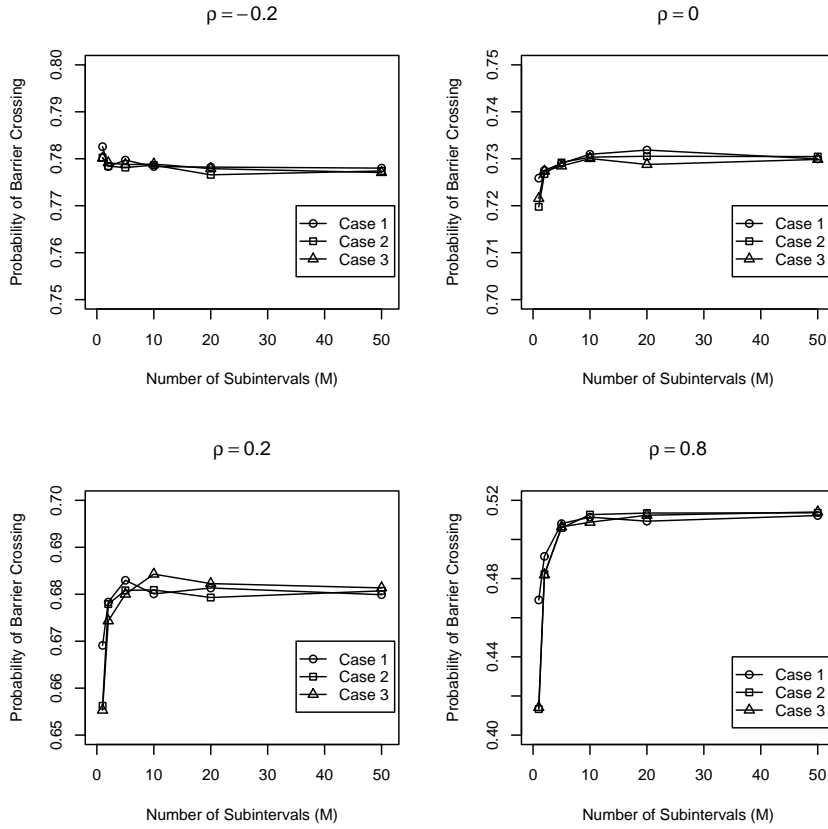 ρ = −0.2
Probability of Barrier Crossing
0.80
0.79
0.78
0.77
0.76
0.75
Case 1
Case 2
Case 3
0 10 20 30 40 50
Number of Subintervals (M)
ρ = 0
Probability of Barrier Crossing
0.75
0.74
0.73
0.72
0.71
0.70
Case 1
Case 2
Case 3
0 10 20 30 40 50
Number of Subintervals (M)
ρ = 0.2
Probability of Barrier Crossing
0.70
0.69
0.68
0.67
0.66
0.65
Case 1
Case 2
Case 3
0 10 20 30 40 50
Number of Subintervals (M)
ρ = 0.8
Probability of Barrier Crossing
0.52
0.48
0.44
0.40
Case 1
Case 2
Case 3
0 10 20 30 40 50
Number of Subintervals (M)